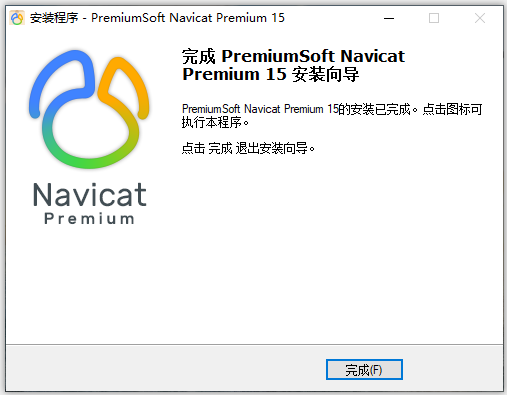 安装程序 - PremiumSoft Navicat Premium 15
完成 PremiumSoft Navicat
Premium 15 安装向导
PremiumSoft Navicat Premium 15的安装已完成。点击图标可
执行本程序。
点击 完成 退出安装向导。
Navicat
Premium
完成(F)